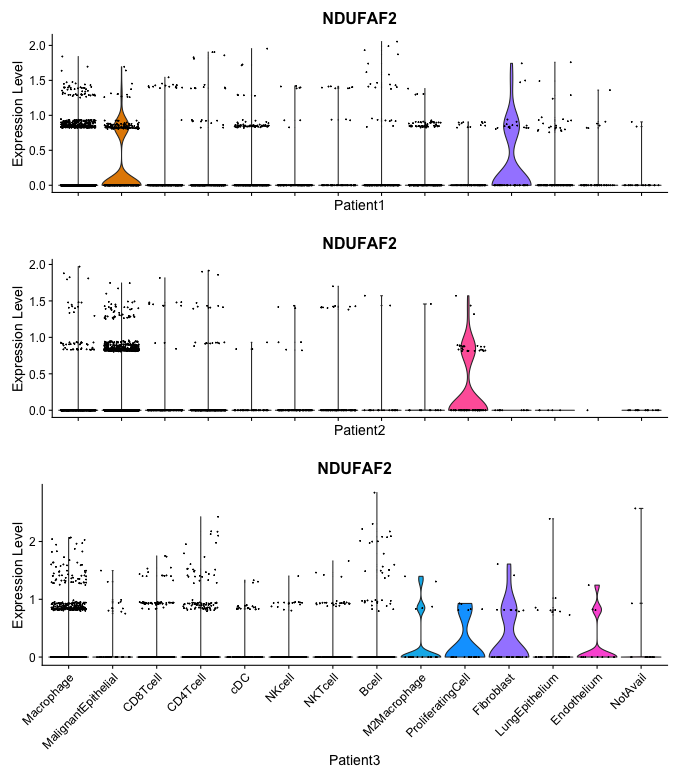 NDUFAF2
Expression Level
2.0
1.5
1.0
0.5
0.0
Patient1
NDUFAF2
Expression Level
2.0
1.5
1.0
0.5
0.0
Patient2
NDUFAF2
Expression Level
2
1
0
Macrophage
MalignantEpithelial
CD8Tcell
CD4Tcell
cDC
NKcell
NKTcell
Bcell
M2Macrophage
ProliferatingCell
Fibroblast
LungEpithelium
Endothelium
NotAvail
Patient3